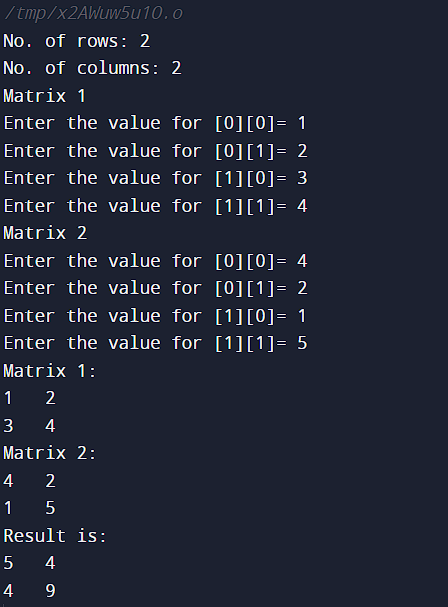 /tmp/x2AWuw5u1O.o
No. of rows: 2
No. of columns: 2
Matrix 1
Enter the value for [0][0]= 1
Enter the value for [0][1]= 2
Enter the value for [1][0]= 3
Enter the value for [1][1]= 4
Matrix 2
Enter the value for [0][0]= 4
Enter the value for [0][1]= 2
Enter the value for [1][0]= 1
Enter the value for [1][1]= 5
Matrix 1:
1   2
3   4
Matrix 2:
4   2
1   5
Result is:
5   4
4   9